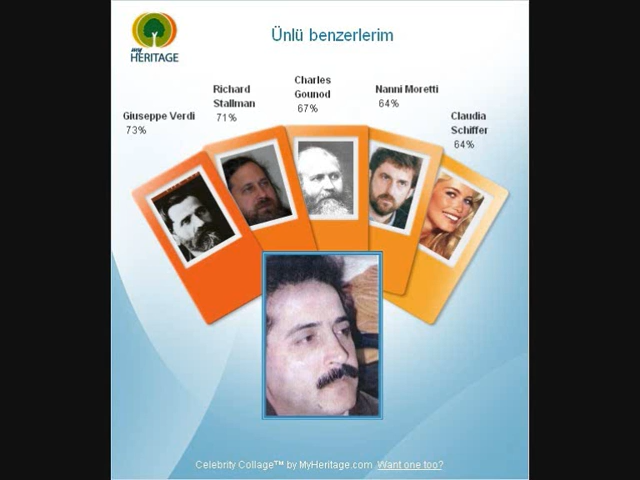 my
HERITAGE
Ünlü benzerlerim
Giuseppe Verdi
73%
Richard
Stallman
71%
Charles
Gounod
67%
Nanni Moretti
64%
Claudia
Schiffer
64%
Celebrity Collage™ by MyHeritage.com Want one too?